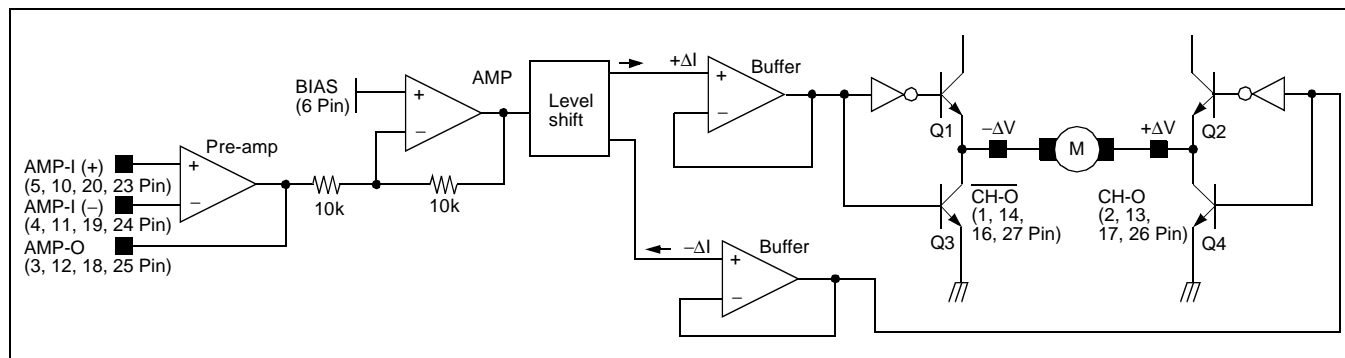 BIAS
(6 Pin)
AMP
+
−
Level
shift
+ΔI
Buffer
+
−
Q1
−ΔV
M
+ΔV
Q2
Pre-amp
AMP-I (+)
(5, 10, 20, 23 Pin)
AMP-I (−)
(4, 11, 19, 24 Pin)
AMP-O
(3, 12, 18, 25 Pin)
+
−
10k
10k
−ΔI
Buffer
+
−
Q3
C̅H̅-̅O̅
(1, 14,
16, 27 Pin)
CH-O
(2, 13,
17, 26 Pin)
Q4